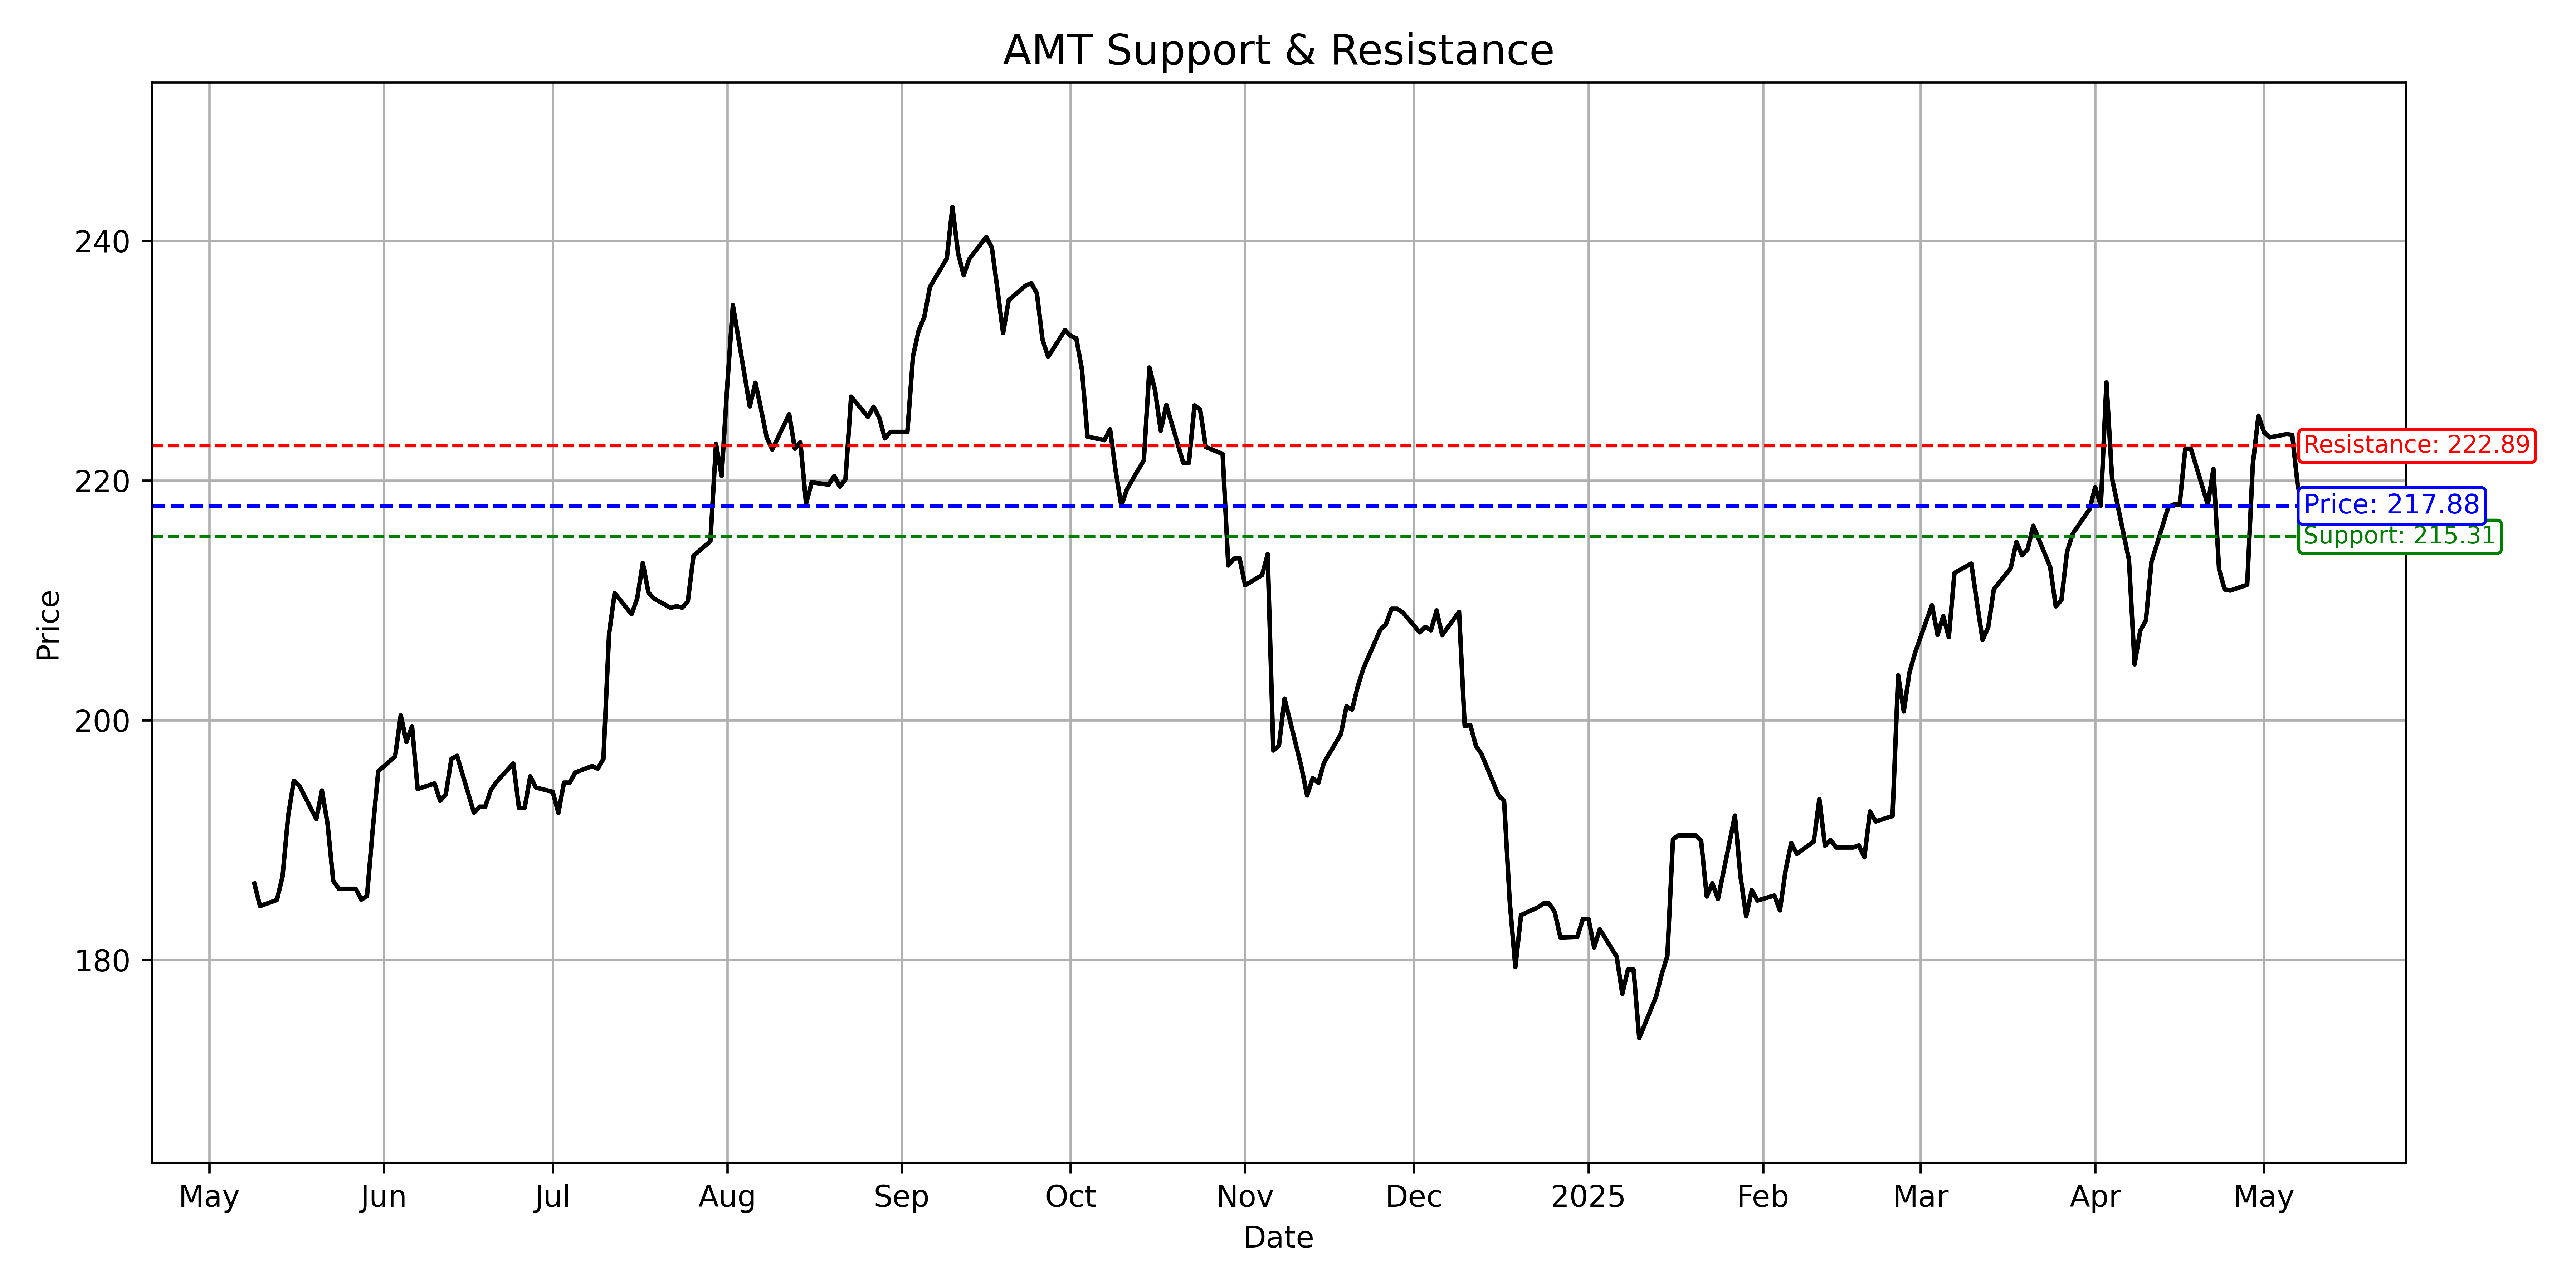 AMT Support & Resistance
Price
240
220
200
180
Resistance: 222.89
Price: 217.88
Support: 215.31
May Jun Jul Aug Sep Oct Nov Dec 2025 Feb Mar Apr May
Date